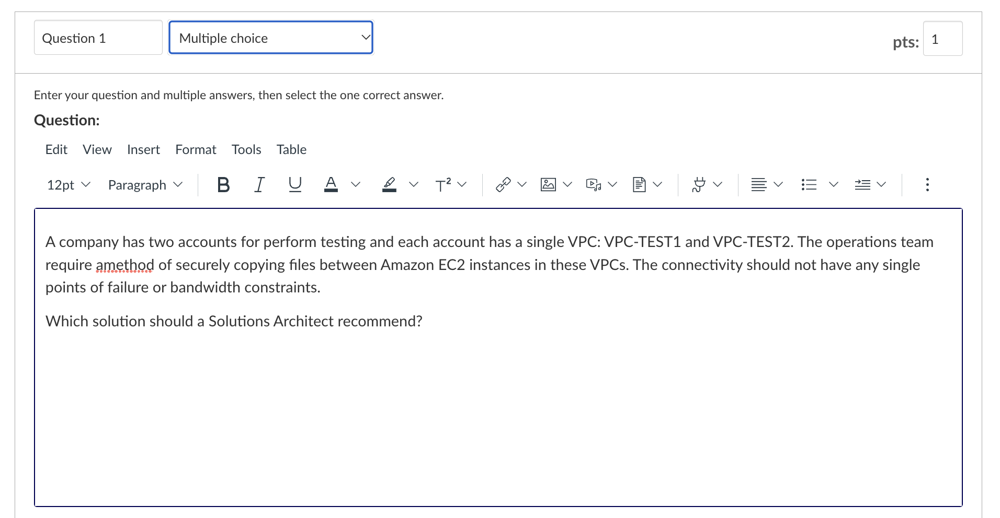 Question 1
Multiple choice
pts:
1
Enter your question and multiple answers, then select the one correct answer.
Question:
Edit View Insert Format Tools Table
12pt Paragraph B I U A T²
A company has two accounts for perform testing and each account has a single VPC: VPC-TEST1 and VPC-TEST2. The operations team
require amethod of securely copying files between Amazon EC2 instances in these VPCs. The connectivity should not have any single
points of failure or bandwidth constraints.
Which solution should a Solutions Architect recommend?